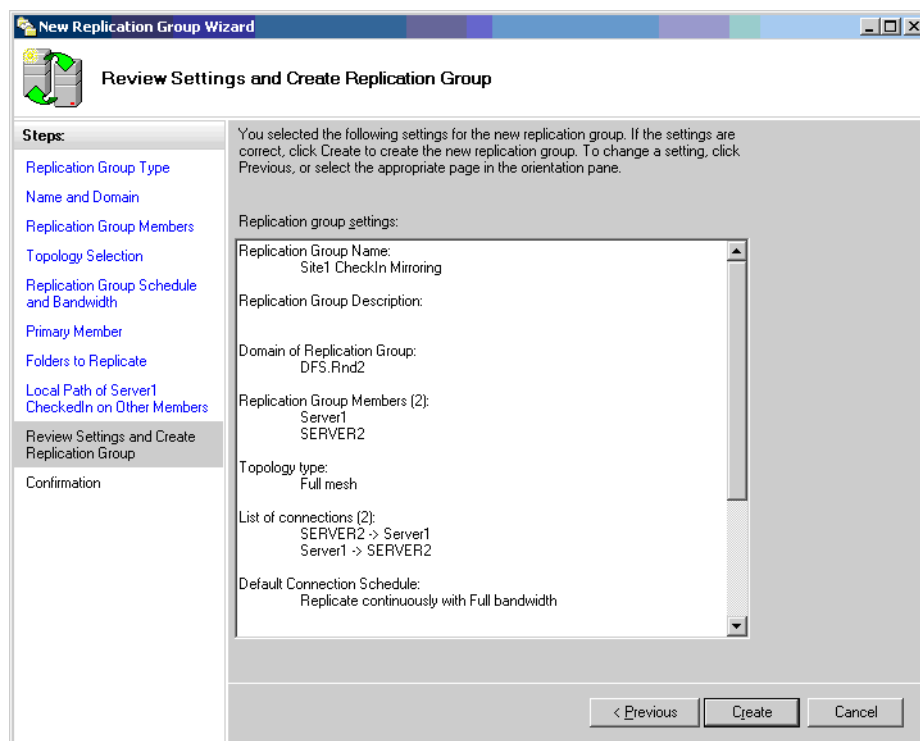 New Replication Group Wizard
Review Settings and Create Replication Group
Steps:
Replication Group Type
Name and Domain
Replication Group Members
Topology Selection
Replication Group Schedule
and Bandwidth
Primary Member
Folders to Replicate
Local Path of Server1
CheckedIn on Other Members
Review Settings and Create
Replication Group
Confirmation
You selected the following settings for the new replication group. If the settings are
correct, click Create to create the new replication group. To change a setting, click
Previous, or select the appropriate page in the orientation pane.
Replication group settings:
Replication Group Name:
Site1 CheckIn Mirroring
Replication Group Description:
Domain of Replication Group:
DFS.Rnd2
Replication Group Members (2):
Server1
SERVER2
Topology type:
Full mesh
List of connections (2):
SERVER2 -> Server1
Server1 -> SERVER2
Default Connection Schedule:
Replicate continuously with Full bandwidth
< Previous
Create
Cancel